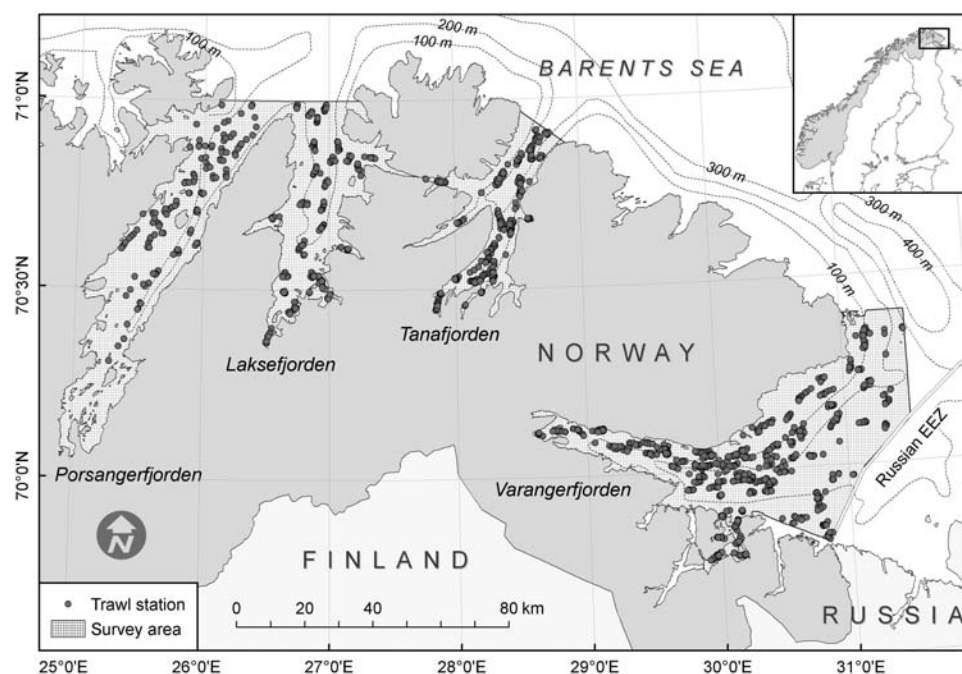 200 m
100 m
100 m
BARENTS SEA
71°0'N
300 m
300 m
400 m
100 m
70°30'N
Tanafjorden
Laksefjorden
NORWAY
Russian EEZ
Porsangerfjorden
Varangerfjorden
70°0'N
N
FINLAND
RUSSIA
Trawl station
Survey area
0 20 40 80 km
25°0'E 26°0'E 27°0'E 28°0'E 29°0'E 30°0'E 31°0'E